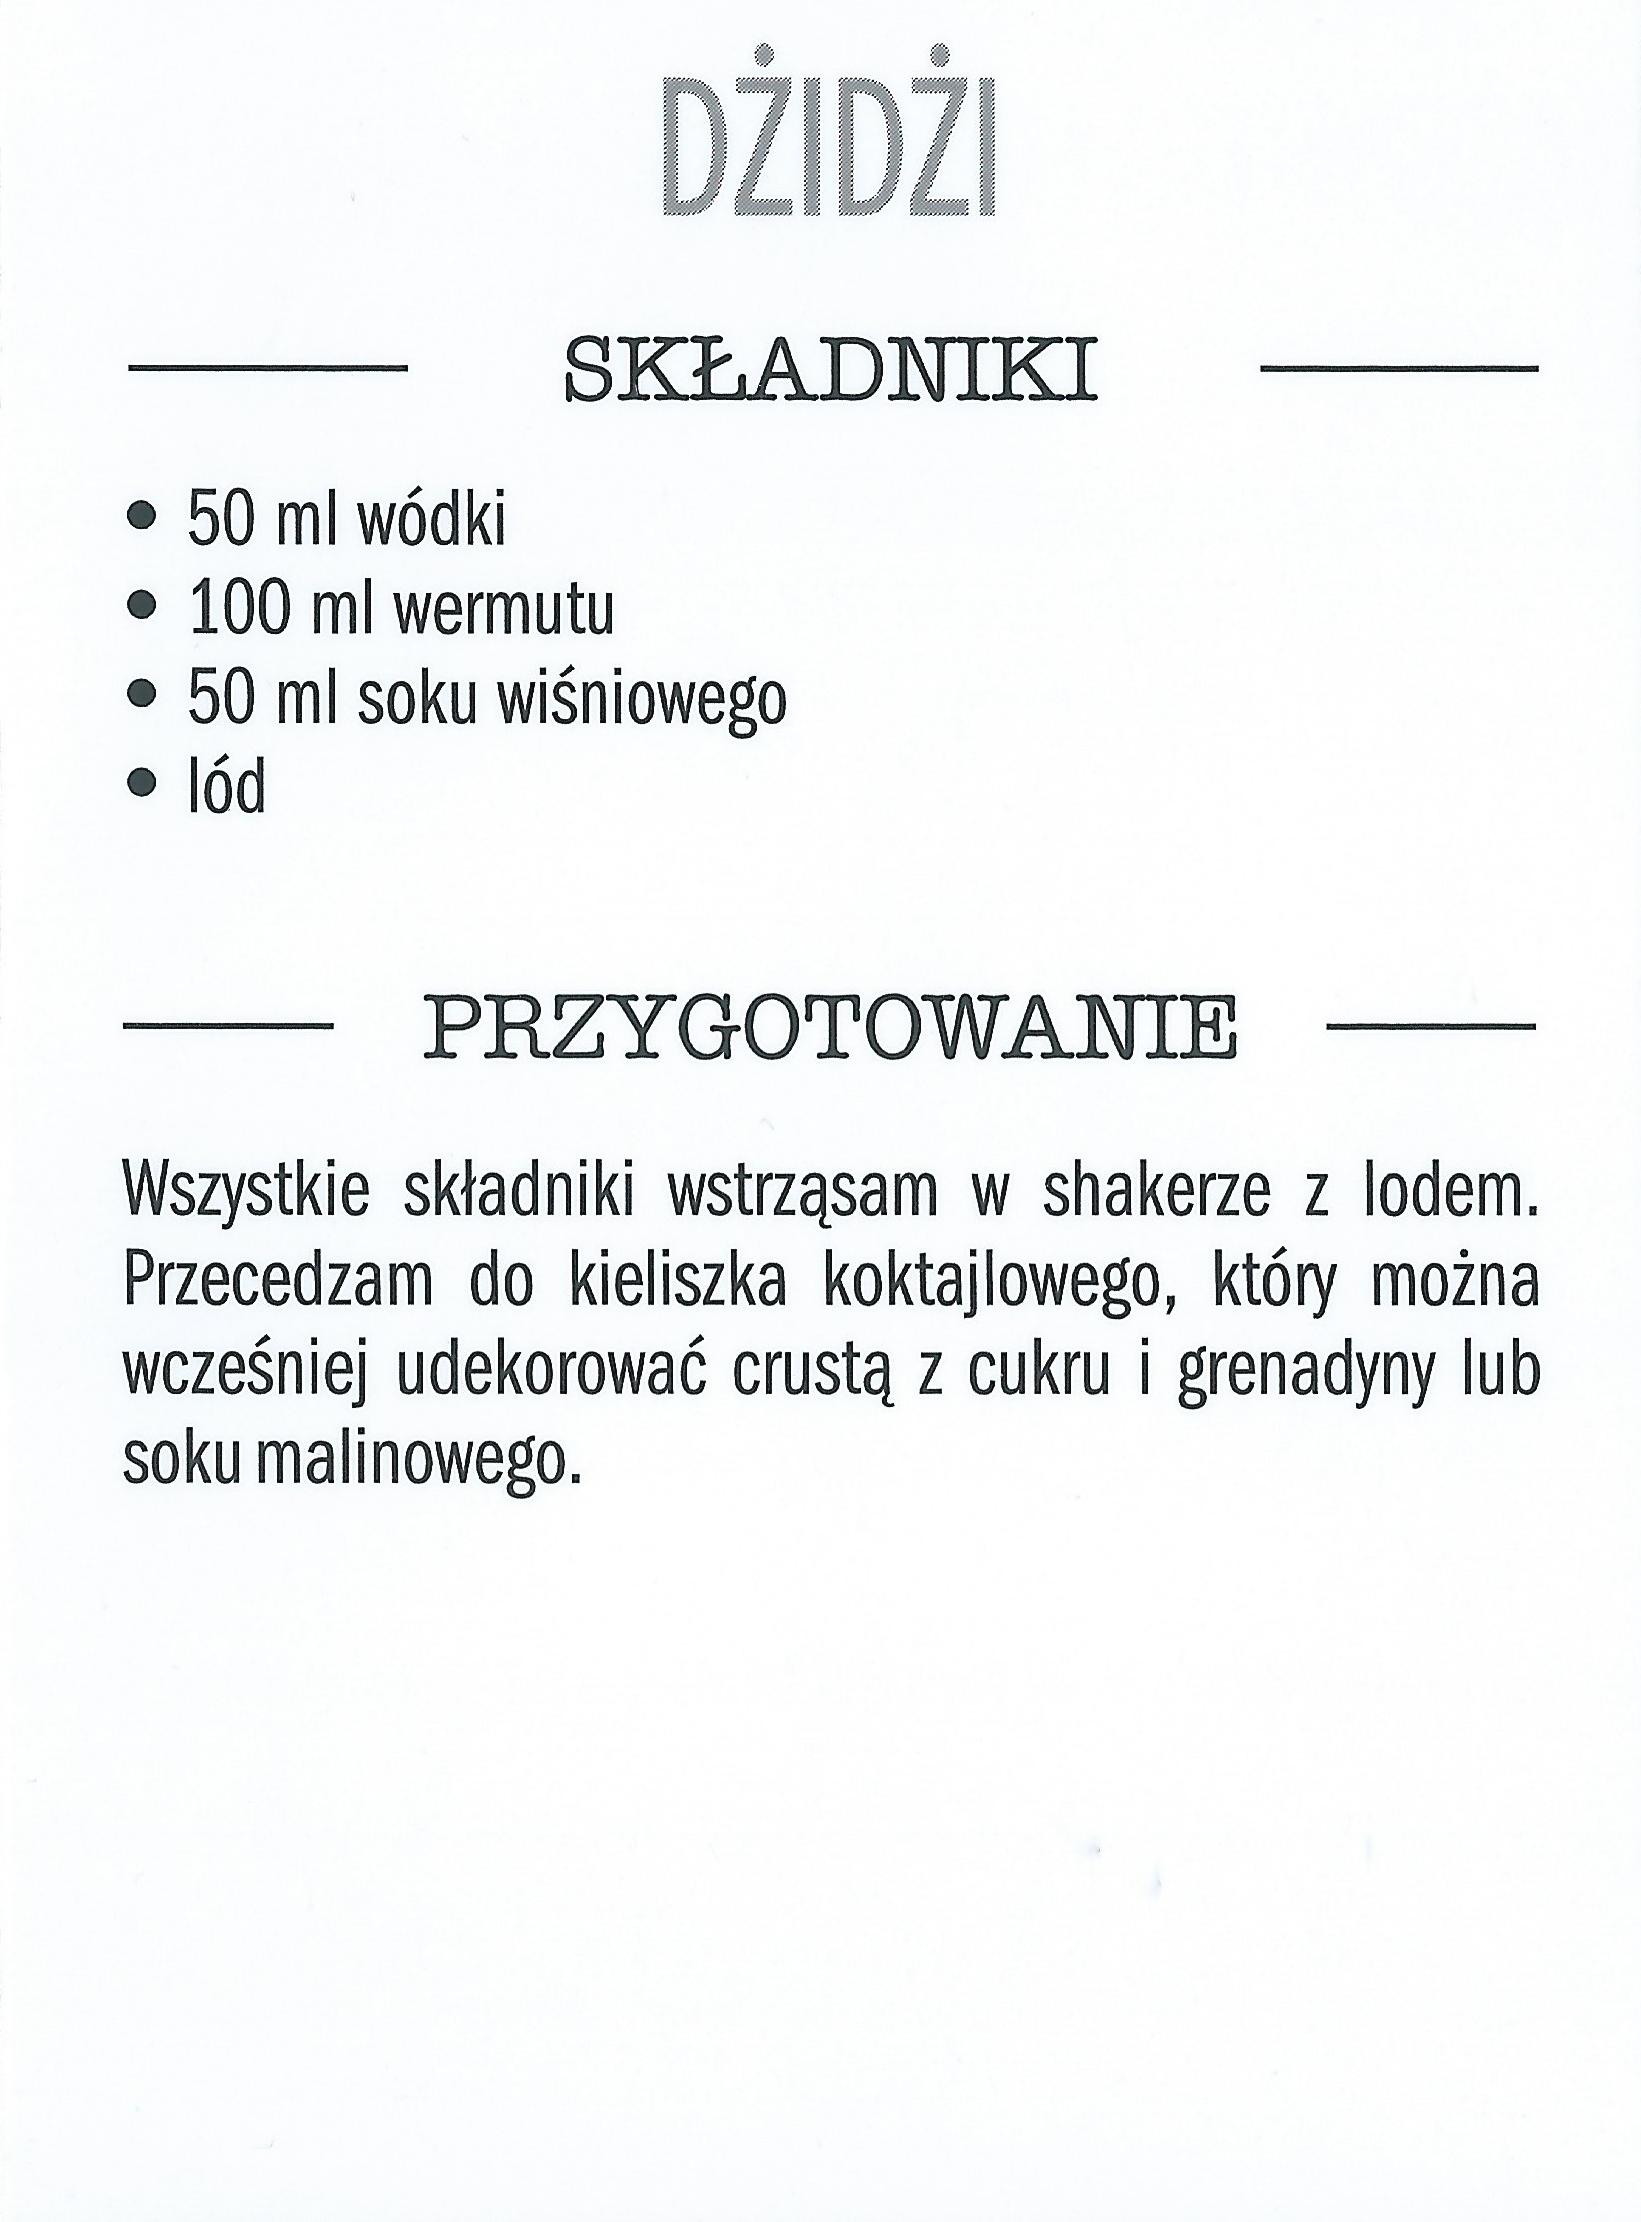 DŻIDŻI
SKŁADNIKI
• 50 ml wódki
• 100 ml wermutu
• 50 ml soku wiśniowego
• lód
PRZYGOTOWANIE
Wszystkie składniki wstrząsam w shakerze z lodem.
Przecedzam do kieliszka koktajlowego, który można
wcześniej udekorować crustą z cukru i grenadyny lub
soku malinowego.